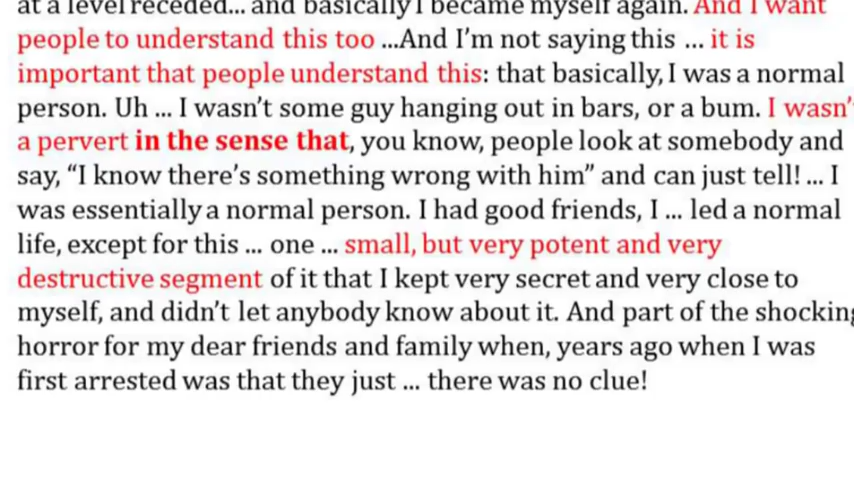 at a level receded... and basically I became myself again. And I want
people to understand this too ...And I’m not saying this ... it is
important that people understand this: that basically, I was a normal
person. Uh ... I wasn’t some guy hanging out in bars, or a bum. I wasn’
a pervert in the sense that, you know, people look at somebody and
say, “I know there’s something wrong with him” and can just tell! ... I
was essentially a normal person. I had good friends, I ... led a normal
life, except for this ... one ... small, but very potent and very
destructive segment of it that I kept very secret and very close to
myself, and didn’t let anybody know about it. And part of the shocking
horror for my dear friends and family when, years ago when I was
first arrested was that they just ... there was no clue!